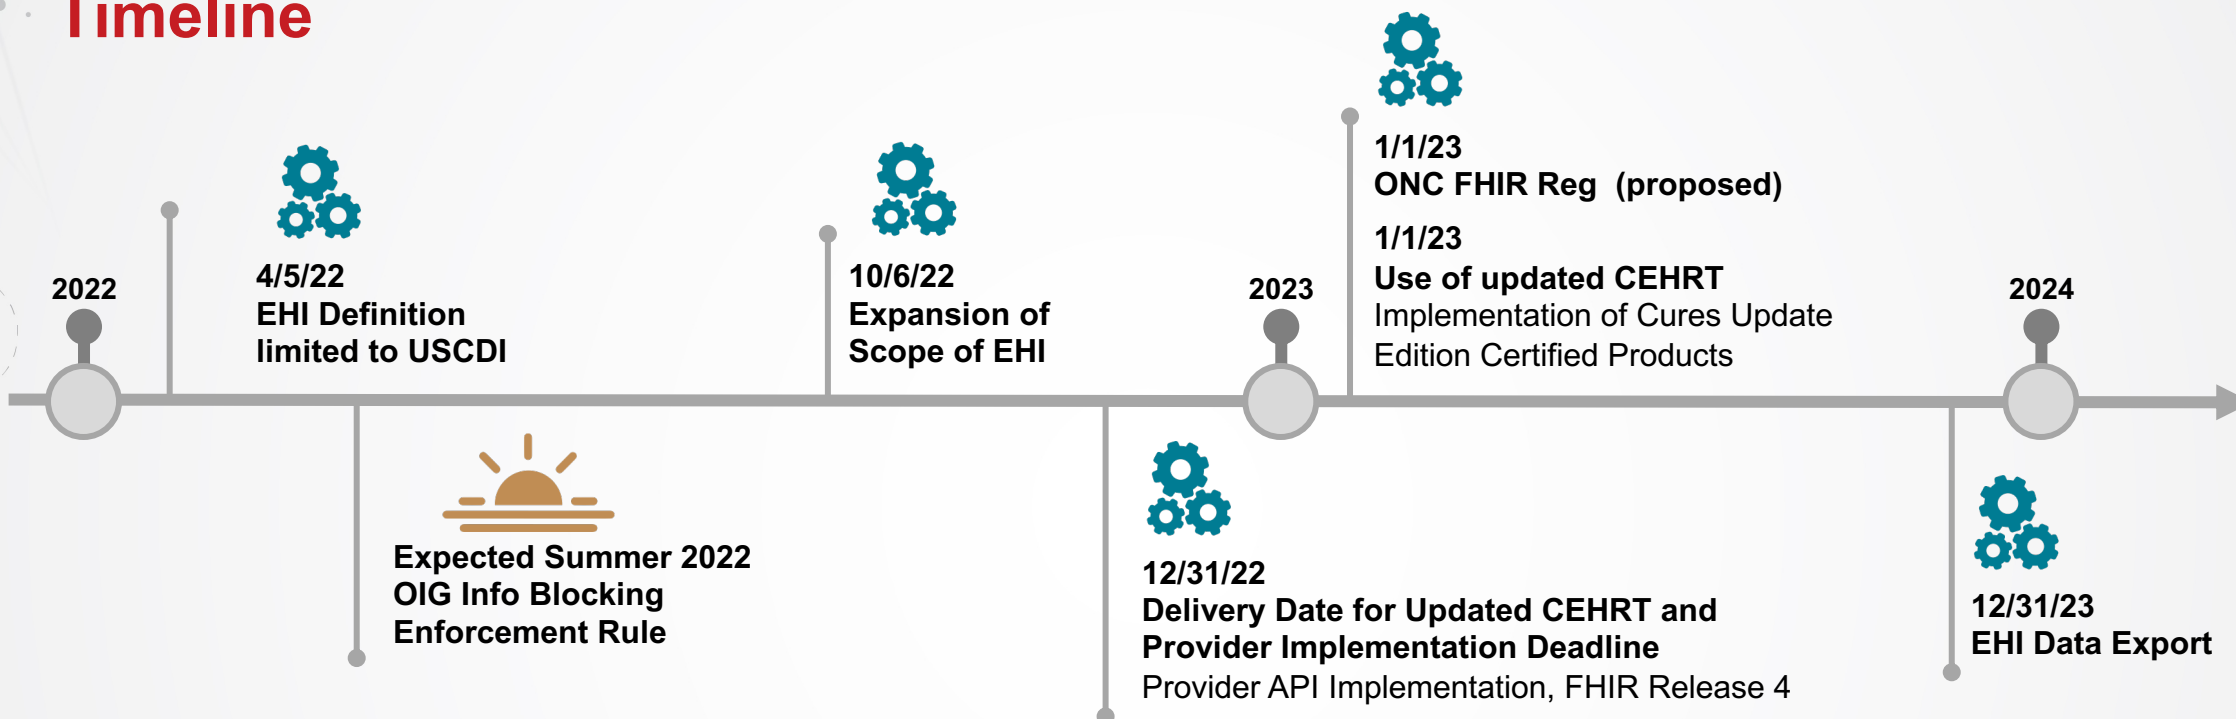 Timeline
2022
4/5/22
EHI Definition
limited to USCDI
Expected Summer 2022
OIG Info Blocking
Enforcement Rule
10/6/22
Expansion of
Scope of EHI
12/31/22
Delivery Date for Updated CEHRT and
Provider Implementation Deadline
Provider API Implementation, FHIR Release 4
2023
1/1/23
ONC FHIR Reg (proposed)
1/1/23
Use of updated CEHRT
Implementation of Cures Update
Edition Certified Products
12/31/23
EHI Data Export
2024